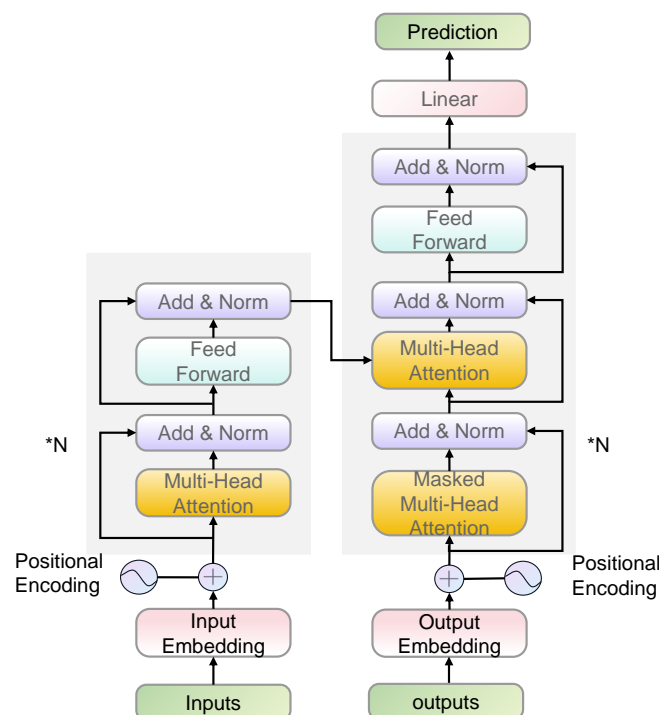 Prediction
Linear
Add & Norm
Feed
Forward
Add & Norm
Add & Norm
Multi-Head
Attention
Feed
Forward
Add & Norm
Add & Norm
*N
*N
Multi-Head
Attention
Masked
Multi-Head
Attention
Positional
Encoding
Positional
Encoding
Input
Embedding
Output
Embedding
Inputs
outputs